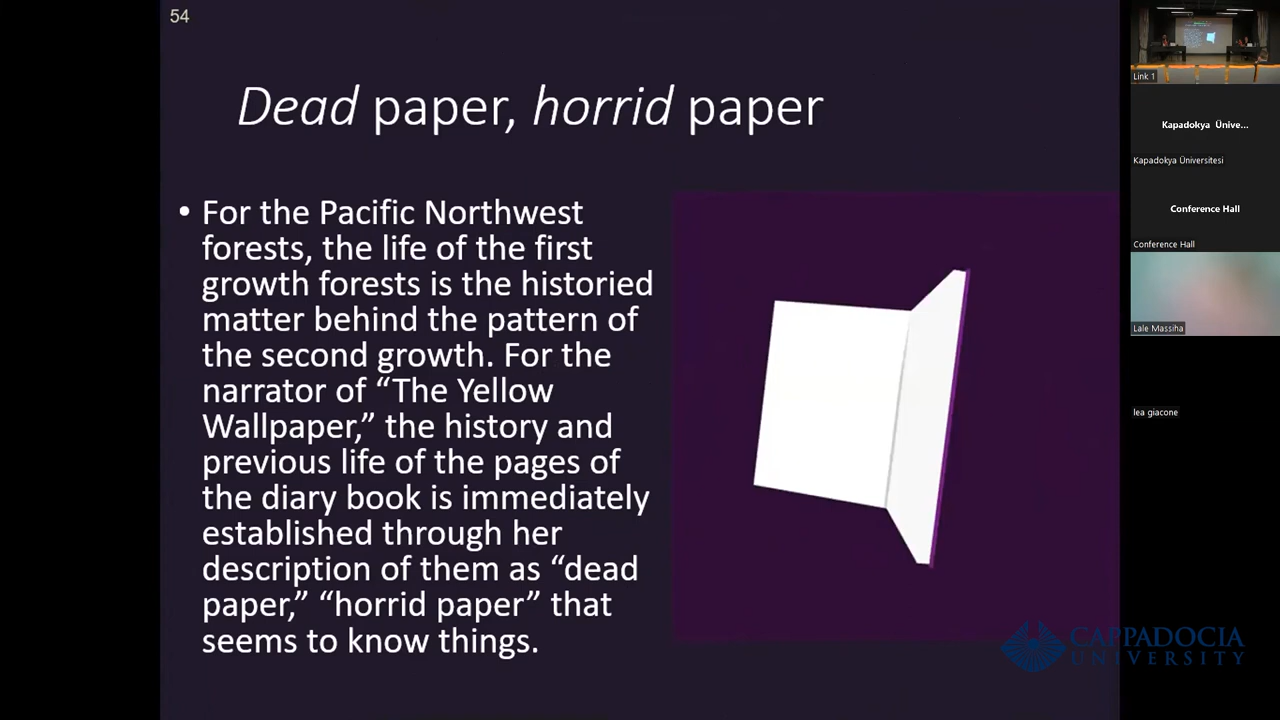 54
Dead paper, horrid paper
• For the Pacific Northwest
forests, the life of the first
growth forests is the historied
matter behind the pattern of
the second growth. For the
narrator of “The Yellow
Wallpaper,” the history and
previous life of the pages of
the diary book is immediately
established through her
description of them as “dead
paper,” “horrid paper” that
seems to know things.
CAPPADOCIA
UNIVERSITY
Link 1
Kapadokya Ünive...
Kapadokya Üniversitesi
Conference Hall
Conference Hall
Lale Massiha
lea giacone